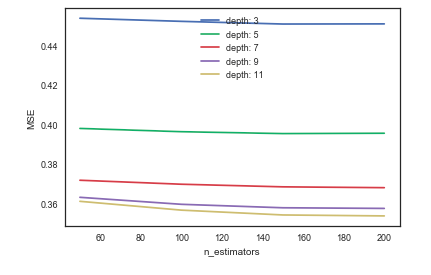 depth: 3
depth: 5
depth: 7
depth: 9
depth: 11
MSE
0.44
0.42
0.40
0.38
0.36
60 80 100 120 140 160 180 200
n_estimators